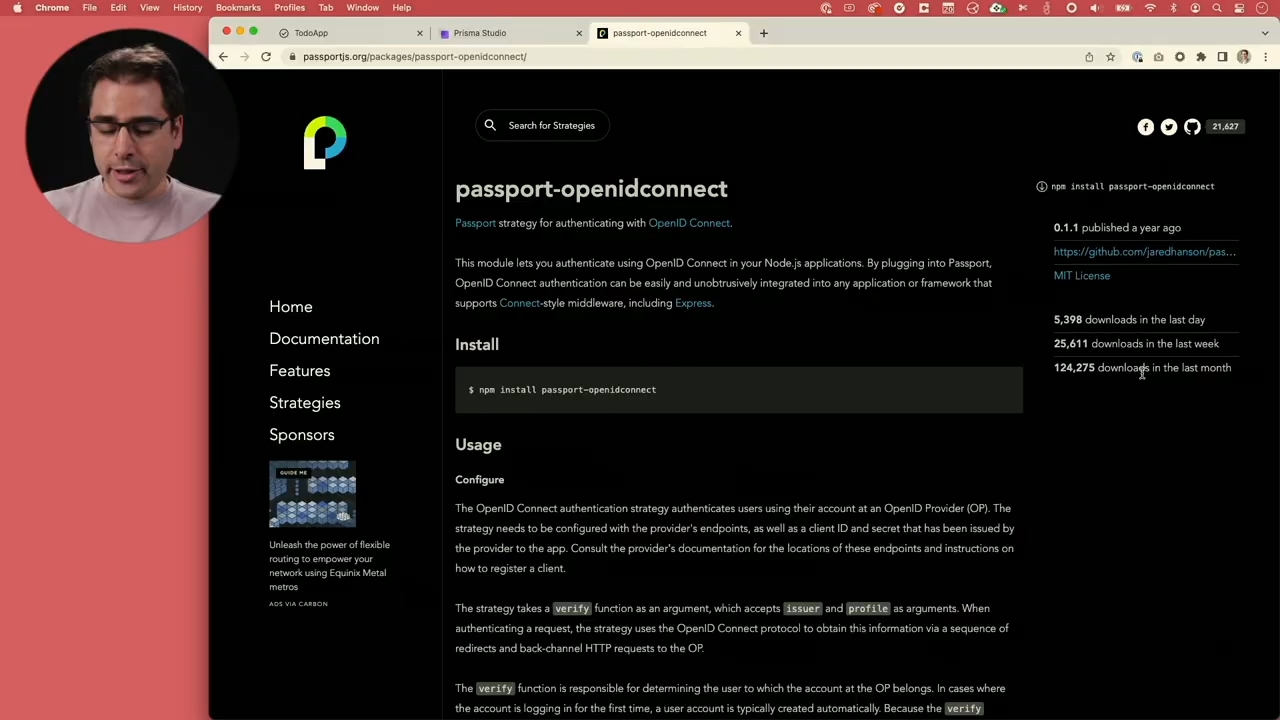 Chrome File Edit View History Bookmarks Profiles Tab Window Help
TodoApp
Prisma Studio
passport-openidconnect
passportjs.org/packages/passport-openidconnect/
Search for Strategies
21,627
Home
Documentation
Features
Strategies
Sponsors
GUIDE ME
Unleash the power of flexible
routing to empower your
network using Equinix Metal
metros
ADS VIA CARBON
passport-openidconnect
Passport strategy for authenticating with OpenID Connect.
This module lets you authenticate using OpenID Connect in your Node.js applications. By plugging into Passport,
OpenID Connect authentication can be easily and unobtrusively integrated into any application or framework that
supports Connect-style middleware, including Express.
Install
$ npm install passport-openidconnect
Usage
Configure
The OpenID Connect authentication strategy authenticates users using their account at an OpenID Provider (OP). The
strategy needs to be configured with the provider's endpoints, as well as a client ID and secret that has been issued by
the provider to the app. Consult the provider's documentation for the locations of these endpoints and instructions on
how to register a client.
The strategy takes a verify function as an argument, which accepts issuer and profile as arguments. When
authenticating a request, the strategy uses the OpenID Connect protocol to obtain this information via a sequence of
redirects and back-channel HTTP requests to the OP.
The verify function is responsible for determining the user to which the account at the OP belongs. In cases where
the account is logging in for the first time, a user account is typically created automatically. Because the verify
npm install passport-openidconnect
0.1.1 published a year ago
https://github.com/jaredhanson/pas...
MIT License
5,398 downloads in the last day
25,611 downloads in the last week
124,275 downloads in the last month